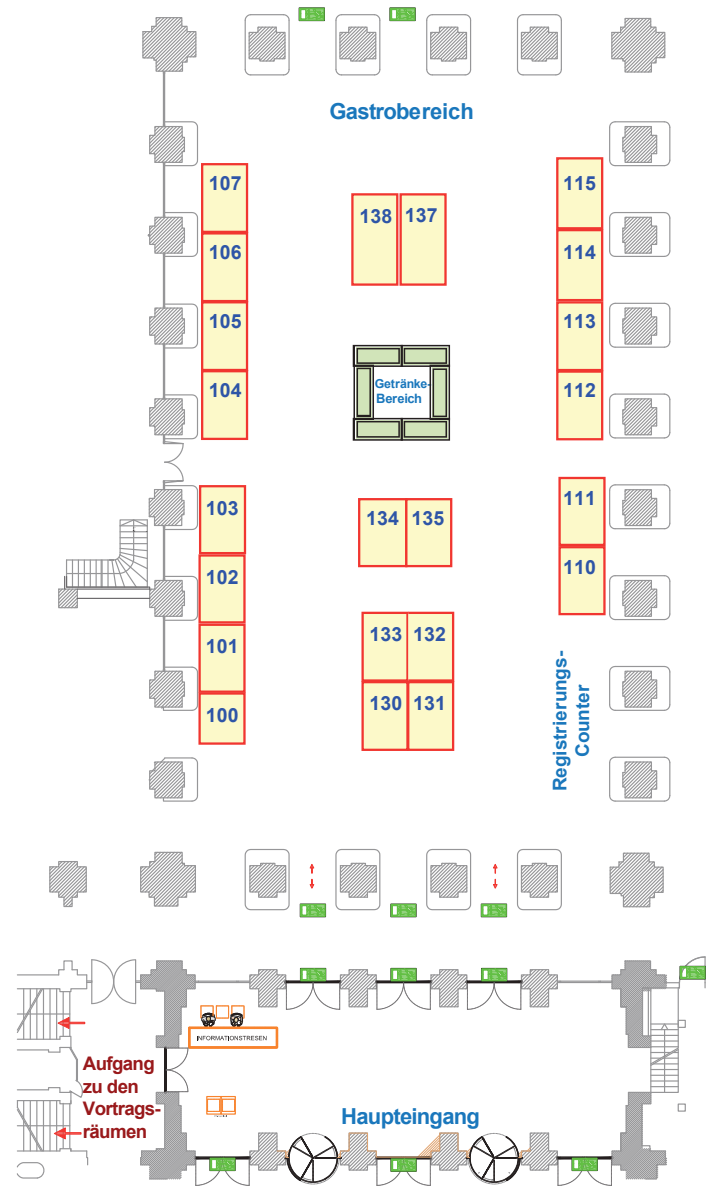 Gastrobereich
107
106
105
104
103
102
101
100
138 137
Getränke-
Bereich
134 135
133 132
130 131
115
114
113
112
111
110
Registrierungs-
Counter
INFORMATIONSTRESEN
Aufgang
zu den
Vortrags-
räumen
Haupteingang